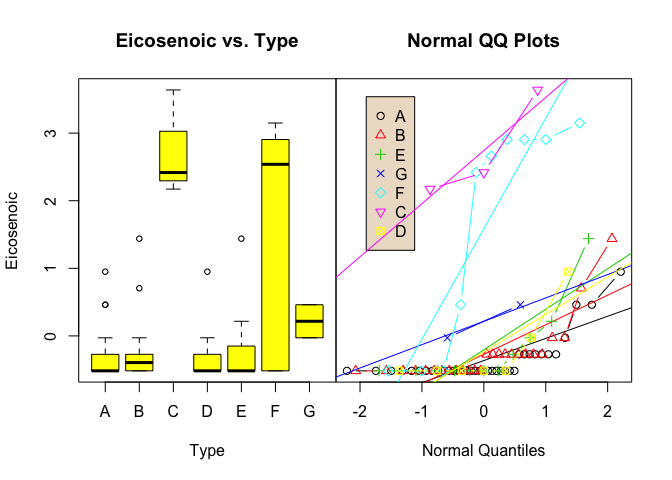 Eicosenoic vs. Type
Normal QQ Plots
Eicosenoic
3
2
1
0
A B C D E F G
Type
A
B
E
G
F
C
D
-2 -1 0 1 2
Normal Quantiles